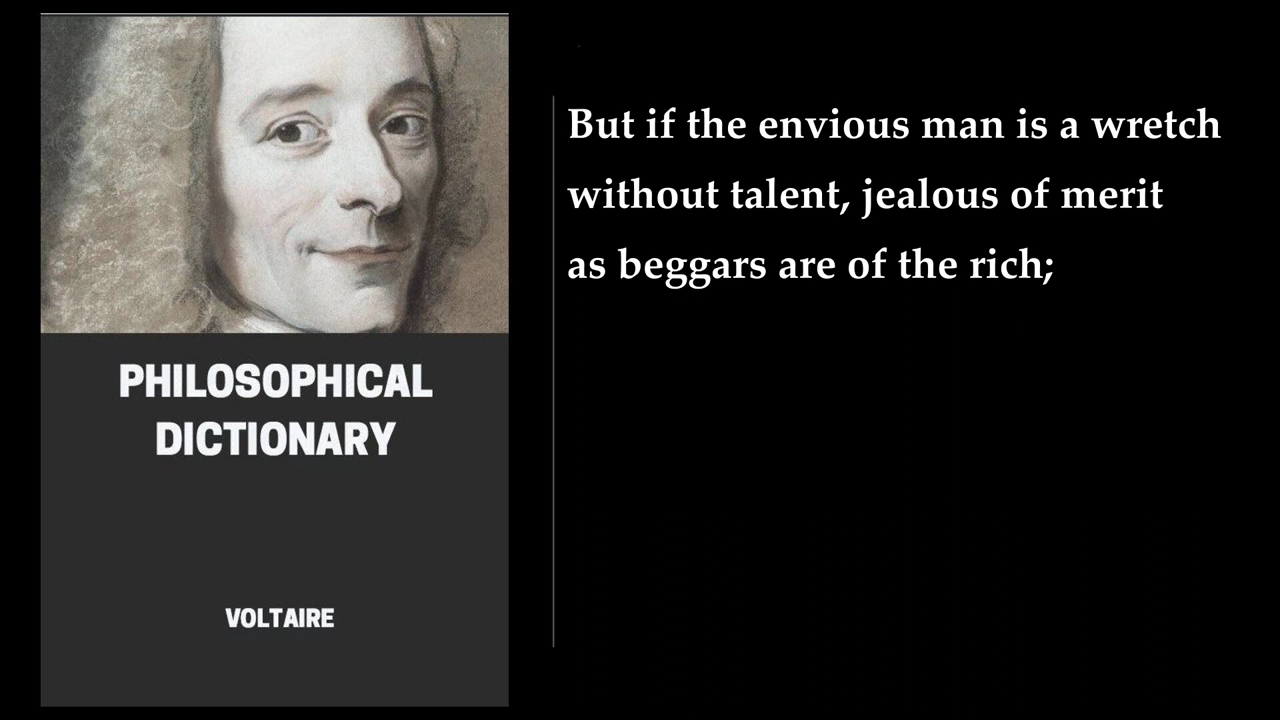 PHILOSOPHICAL
DICTIONARY
VOLTAIRE
But if the envious man is a wretch
without talent, jealous of merit
as beggars are of the rich;